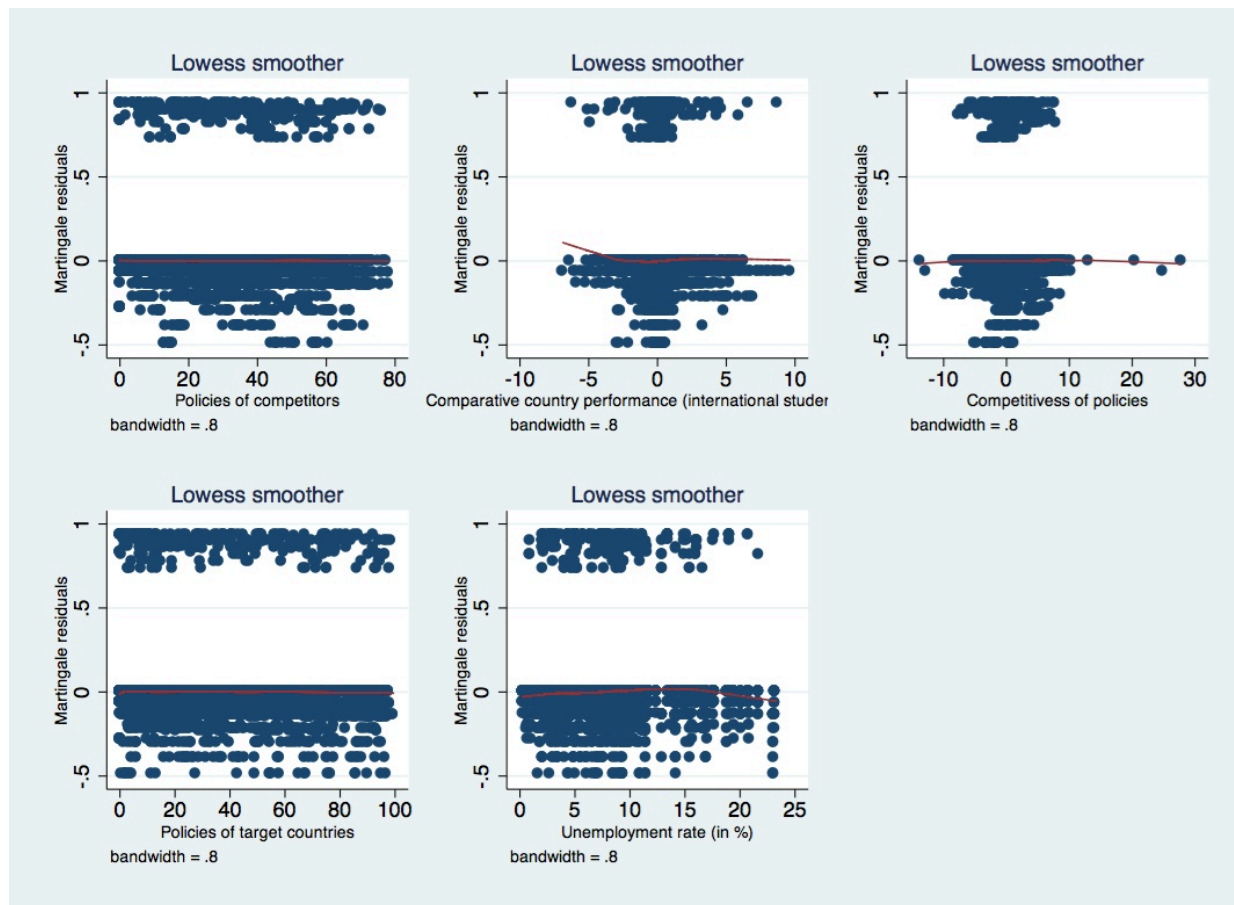 Lowess smoother
Martingale residuals
1
.5
0
-.5
0 20 40 60 80
Policies of competitors
bandwidth = .8
Lowess smoother
Martingale residuals
1
.5
0
-.5
-10 -5 0 5 10
Comparative country performance (international studer
bandwidth = .8
Lowess smoother
Martingale residuals
1
.5
0
-.5
-10 0 10 20 30
Competitivess of policies
bandwidth = .8
Lowess smoother
Martingale residuals
1
.5
0
-.5
0 20 40 60 80 100
Policies of target countries
bandwidth = .8
Lowess smoother
Martingale residuals
1
.5
0
-.5
0 5 10 15 20 25
Unemployment rate (in %)
bandwidth = .8